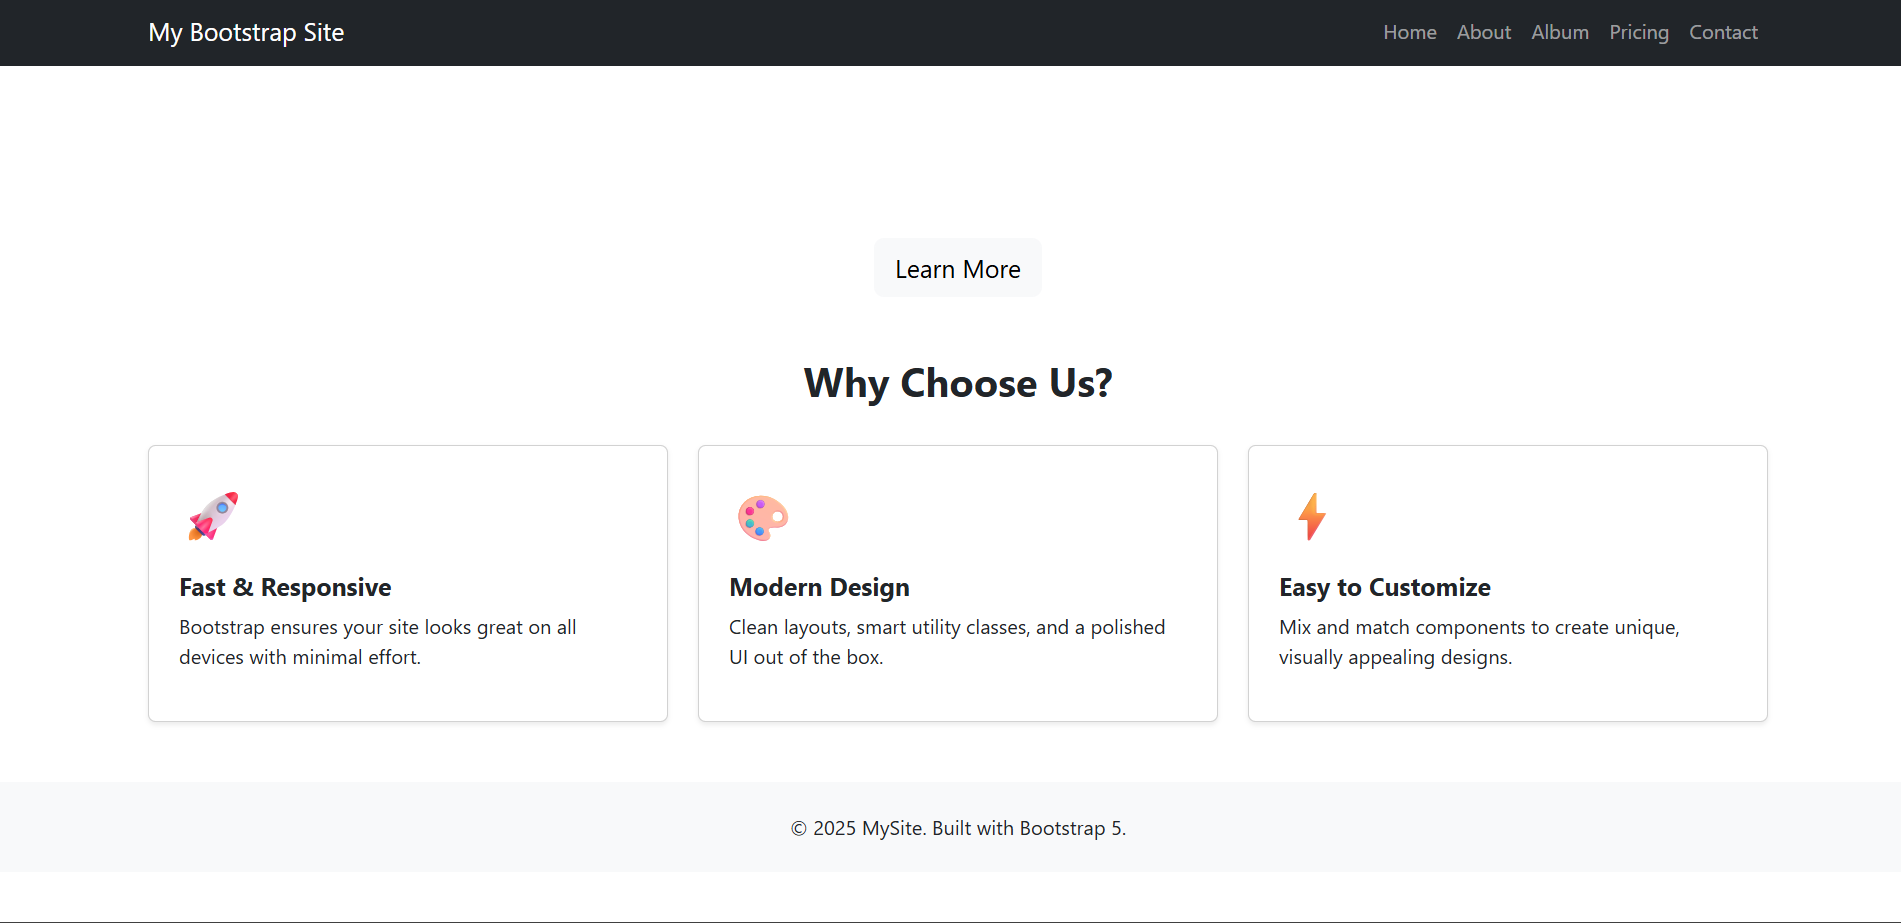 My Bootstrap Site
Home About Album Pricing Contact
Learn More
Why Choose Us?
Fast & Responsive
Bootstrap ensures your site looks great on all
devices with minimal effort.
Modern Design
Clean layouts, smart utility classes, and a polished
UI out of the box.
Easy to Customize
Mix and match components to create unique,
visually appealing designs.
© 2025 MySite. Built with Bootstrap 5.